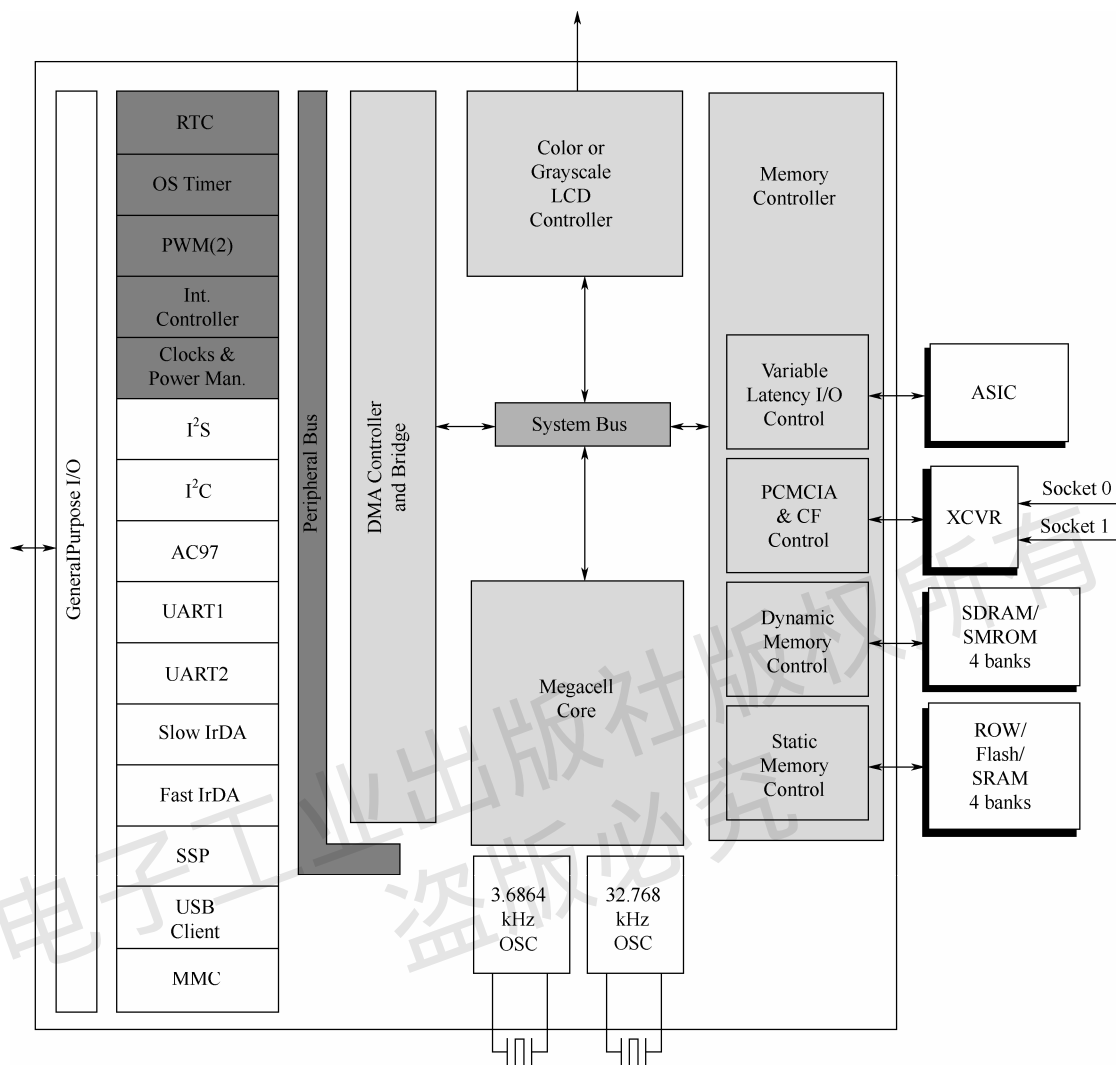 GeneralPurpose I/O
RTC
OS Timer
PWM(2)
Int.
Controller
Clocks &
Power Man.
I²S
I²C
AC97
UART1
UART2
Slow IrDA
Fast IrDA
SSP
USB
Client
MMC
Peripheral Bus
DMA Controller
and Bridge
Color or
Grayscale
LCD
Controller
System Bus
Megacell
Core
3.6864
kHz
OSC
32.768
kHz
OSC
Memory
Controller
Variable
Latency I/O
Control
PCMCIA
& CF
Control
Dynamic
Memory
Control
Static
Memory
Control
ASIC
XCVR
Socket 0
Socket 1
SDRAM/
SMROM
4 banks
ROW/
Flash/
SRAM
4 banks
电子工业出版社版权所有
盗版必究